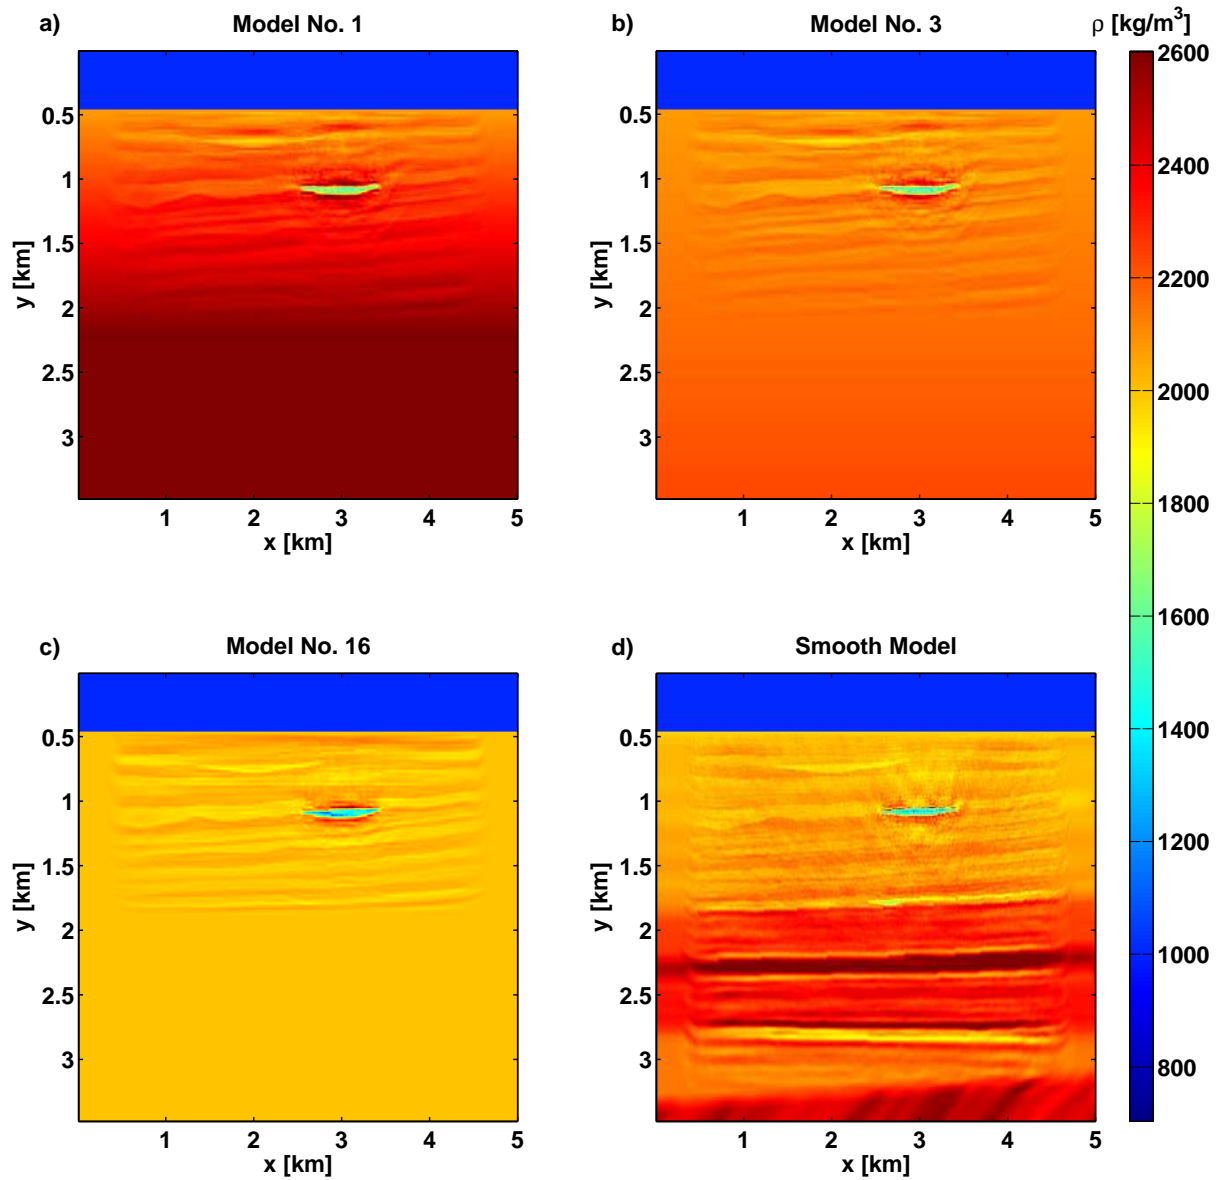 a) Model No. 1
b) Model No. 3
ρ [kg/m³]
0.5
1
1.5
2
2.5
3
y [km]
1 2 3 4 5
x [km]
0.5
1
1.5
2
2.5
3
y [km]
1 2 3 4 5
x [km]
2600
2400
2200
2000
1800
1600
1400
1200
1000
800
c) Model No. 16
d) Smooth Model
0.5
1
1.5
2
2.5
3
y [km]
1 2 3 4 5
x [km]
0.5
1
1.5
2
2.5
3
y [km]
1 2 3 4 5
x [km]